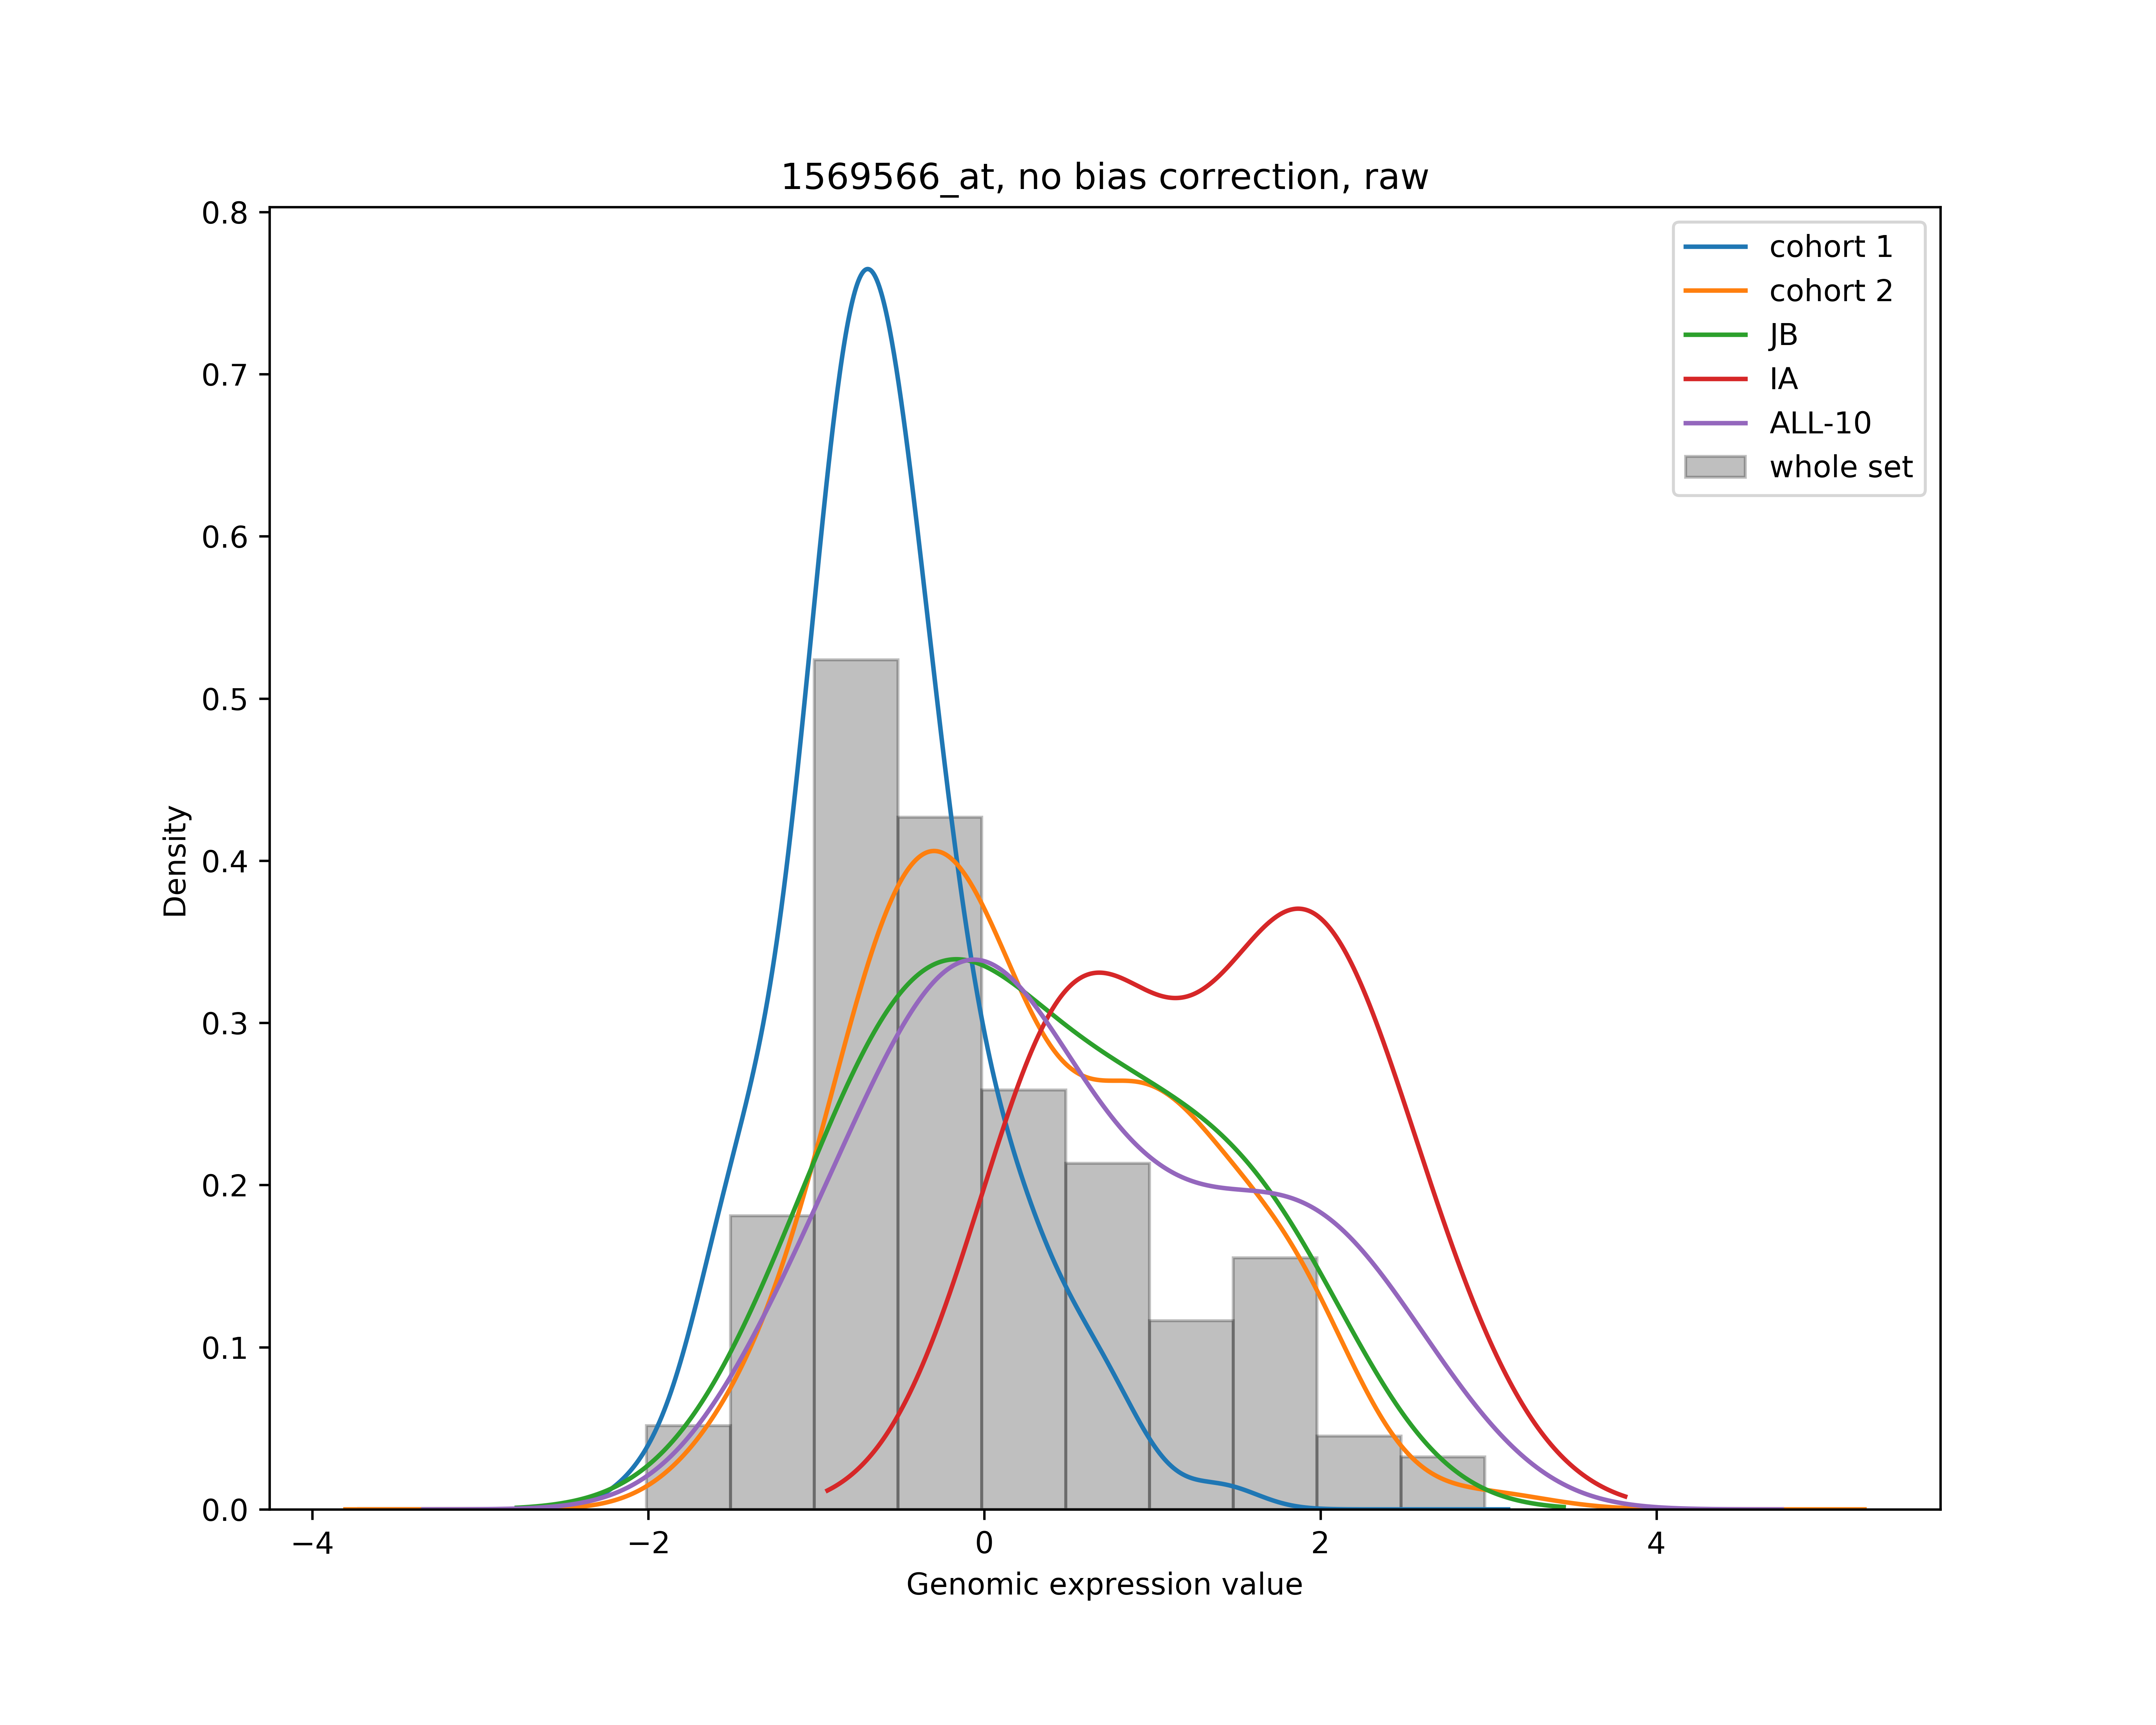 1569566_at, no bias correction, raw
0.8
0.7
0.6
0.5
0.4
0.3
0.2
0.1
0.0
Density
−4
−2
0
2
4
Genomic expression value
cohort 1
cohort 2
JB
IA
ALL-10
whole set